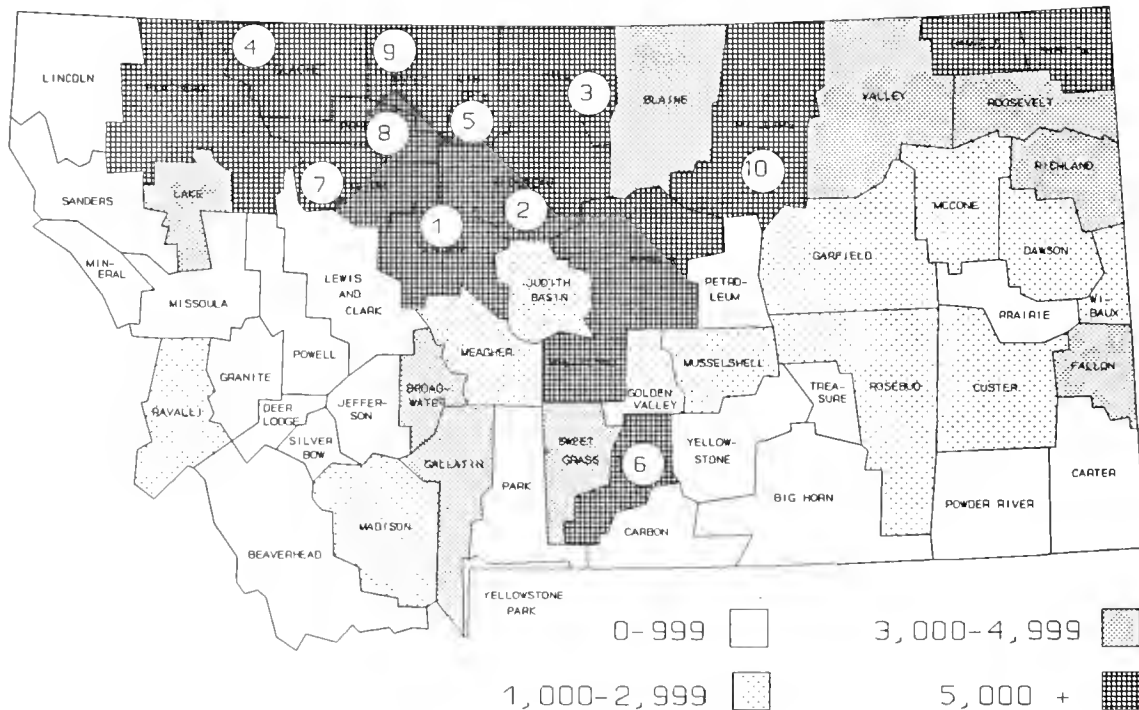 4
9
LINCOLN
GLACIER
3
BLAINE
VALLEY
ROOSEVELT
5
8
RICHLAND
10
7
LAKE
SANDERS
2
MCCONE
1
DAWSON
MIN-
ERAL
GARFIELD
MISSOULA
LEWIS
AND
CLARK
JUDITH
BASIN
PETRO-
LEUM
WI-
BAUX
PRAIRIE
POWELL
MEAGHER
MUSSELSHELL
FALLON
GRANITE
BROAD-
WATER
GOLDEN
VALLEY
TREA-
SURE
ROSEBUD
CUSTER
RAVALLI
DEER
LODGE
JEFFER-
SON
SILVER
BOW
SWEET
GRASS
YELLOW-
STONE
GALLATIN
6
PARK
CARTER
BIG HORN
POWDER RIVER
MADISON
CARBON
BEAVERHEAD
YELLOWSTONE
PARK
0-999
3,000-4,999
1,000-2,999
5,000 +